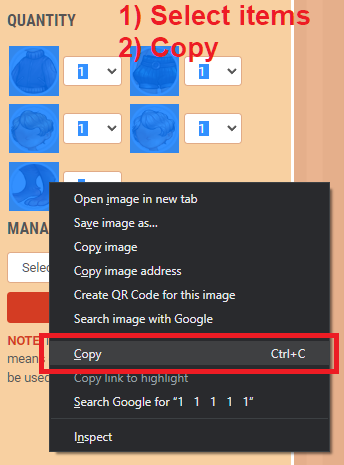 1) Select items
QUANTITY
2) Copy
1 1
1 1
1
MANA
Open image in new tab
Selec
Save image as...
Copy image
Copy image address
Create QR Code for this image
Search image with Google
NOTE:
means
be used
Copy Ctrl+C
Copy link to highlight
Search Google for “1 1 1 1 1”
Inspect